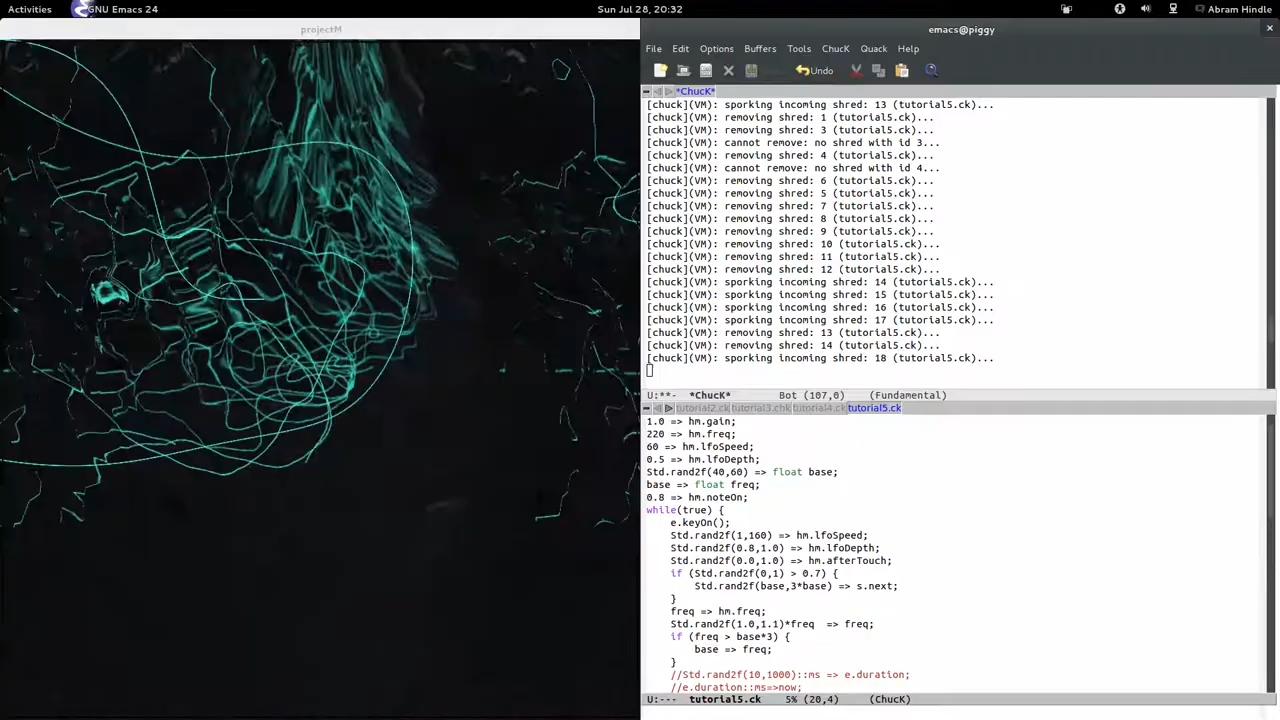 Activities GNU Emacs 24 Sun Jul 28, 20:32 Abram Hindle
projectM
emacs@piggy
File Edit Options Buffers Tools ChucK Quack Help
Undo
*ChucK*
[chuck](VM): sporking incoming shred: 13 (tutorial5.ck)...
[chuck](VM): removing shred: 1 (tutorial5.ck)...
[chuck](VM): removing shred: 3 (tutorial5.ck)...
[chuck](VM): cannot remove: no shred with id 3...
[chuck](VM): removing shred: 4 (tutorial5.ck)...
[chuck](VM): cannot remove: no shred with id 4...
[chuck](VM): removing shred: 6 (tutorial5.ck)...
[chuck](VM): removing shred: 5 (tutorial5.ck)...
[chuck](VM): removing shred: 7 (tutorial5.ck)...
[chuck](VM): removing shred: 8 (tutorial5.ck)...
[chuck](VM): removing shred: 9 (tutorial5.ck)...
[chuck](VM): removing shred: 10 (tutorial5.ck)...
[chuck](VM): removing shred: 11 (tutorial5.ck)...
[chuck](VM): removing shred: 12 (tutorial5.ck)...
[chuck](VM): sporking incoming shred: 14 (tutorial5.ck)...
[chuck](VM): sporking incoming shred: 15 (tutorial5.ck)...
[chuck](VM): sporking incoming shred: 16 (tutorial5.ck)...
[chuck](VM): sporking incoming shred: 17 (tutorial5.ck)...
[chuck](VM): removing shred: 13 (tutorial5.ck)...
[chuck](VM): removing shred: 14 (tutorial5.ck)...
[chuck](VM): sporking incoming shred: 18 (tutorial5.ck)...
U:**- *ChucK* Bot (107,0) (Fundamental)
tutorial2.ck tutorial3.chk tutorial4.ck tutorial5.ck
1.0 => hm.gain;
220 => hm.freq;
60 => hm.lfoSpeed;
0.5 => hm.lfoDepth;
Std.rand2f(40,60) => float base;
base => float freq;
0.8 => hm.noteOn;
while(true) {
e.keyOn();
Std.rand2f(1,160) => hm.lfoSpeed;
Std.rand2f(0.8,1.0) => hm.lfoDepth;
Std.rand2f(0.0,1.0) => hm.afterTouch;
if (Std.rand2f(0,1) > 0.7) {
Std.rand2f(base,3*base) => s.next;
}
freq => hm.freq;
Std.rand2f(1.0,1.1)*freq => freq;
if (freq > base*3) {
base => freq;
}
//Std.rand2f(10,1000)::ms => e.duration;
//e.duration::ms=>now;
U:--- tutorial5.ck 5% (20,4) (ChucK)